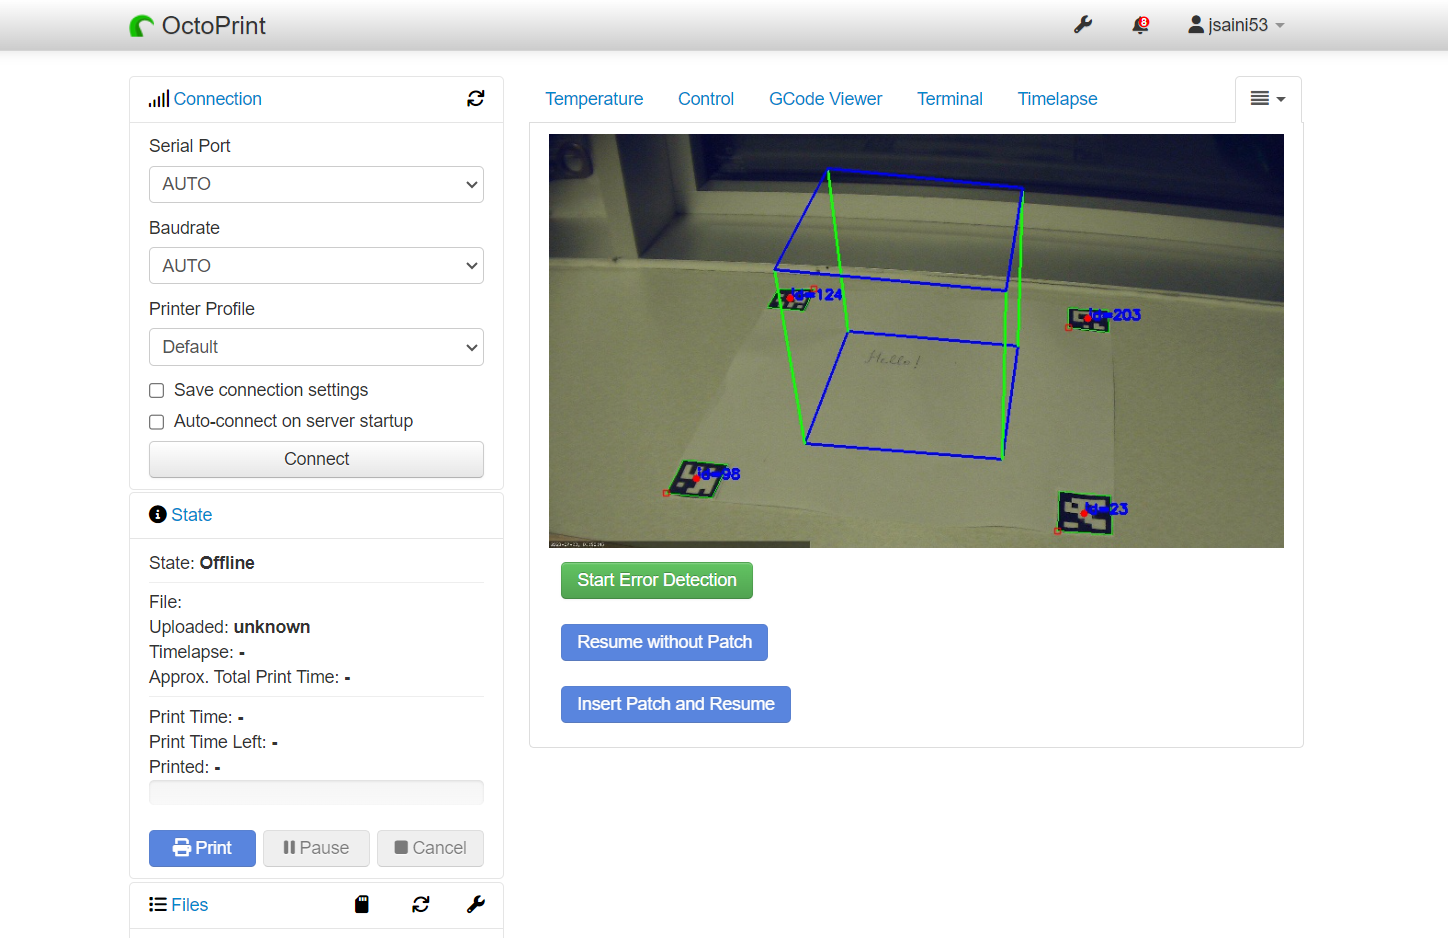 OctoPrint
8
jsaini53
Connection
Serial Port
AUTO
Baudrate
AUTO
Printer Profile
Default
Save connection settings
Auto-connect on server startup
Connect
State
State: Offline
File:
Uploaded: unknown
Timelapse: -
Approx. Total Print Time: -
Print Time: -
Print Time Left: -
Printed: -
Print
Pause
Cancel
Files
Temperature
Control
GCode Viewer
Terminal
Timelapse
id=124
id=203
Hello!
id=98
id=23
Start Error Detection
Resume without Patch
Insert Patch and Resume